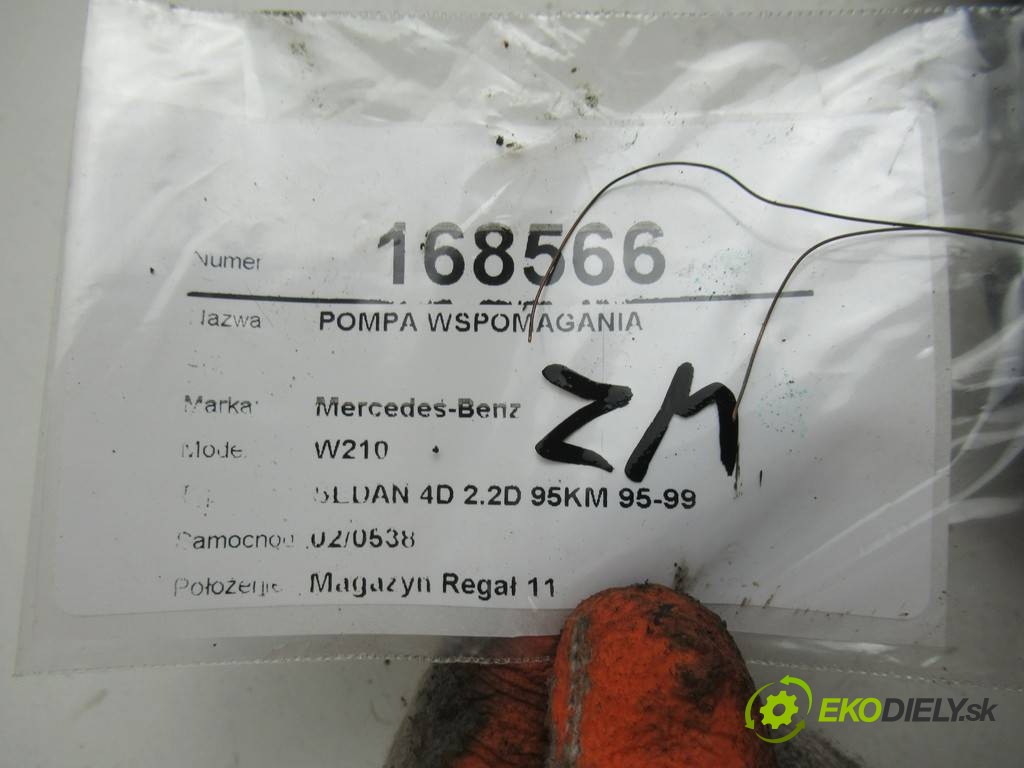 Numer 168566
Nazwa POMPA WSPOMAGANIA
ZM
Marka Mercedes-Benz
Model W210
SEDAN 4D 2.2D 95KM 95-99
Samochód 02/0538
Położenie Magazyn Regał 11
EKODIELY.sk